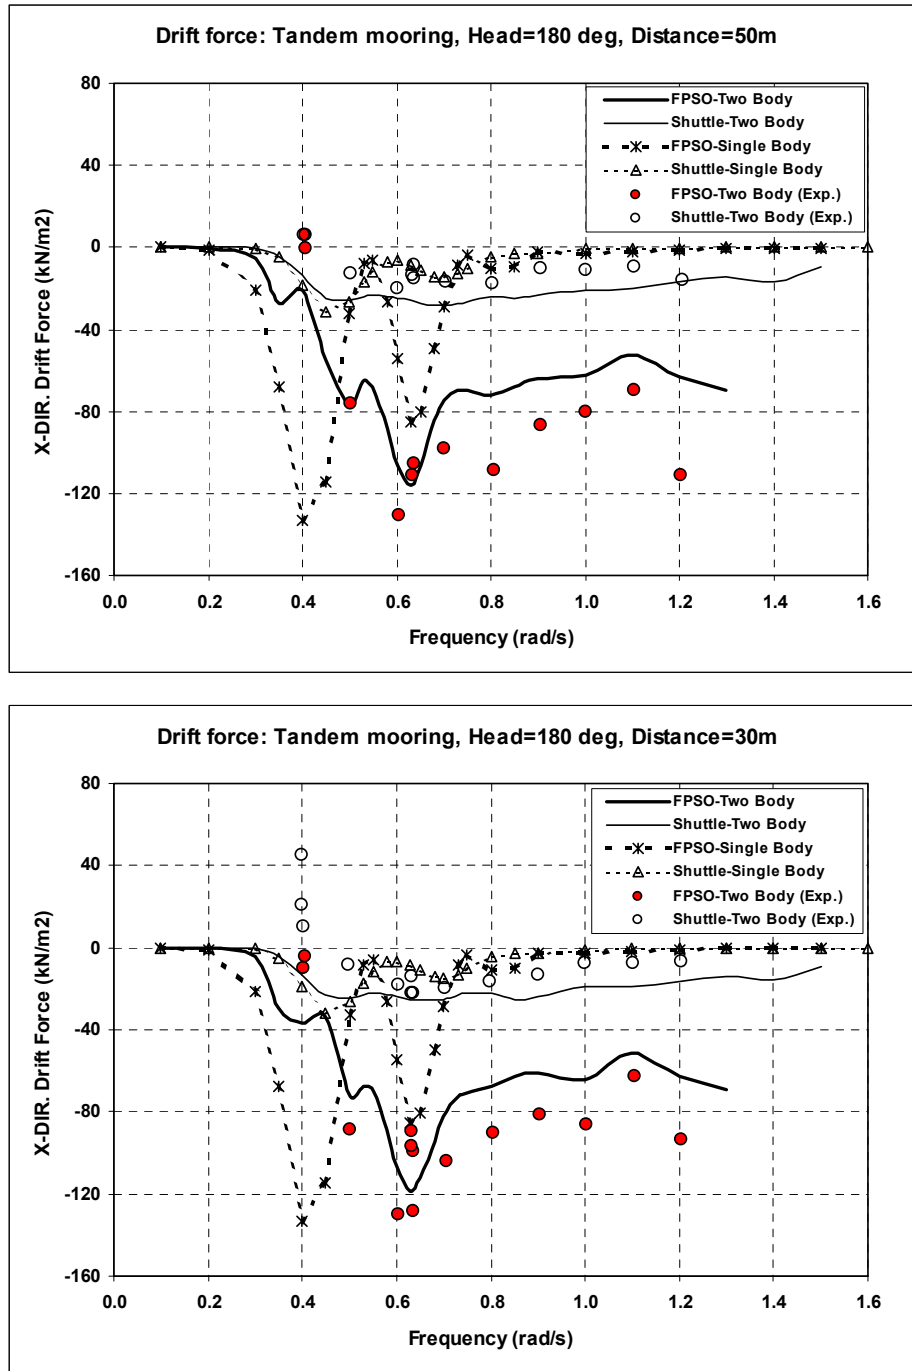 Drift force: Tandem mooring, Head=180 deg, Distance=50m
80
40
0
-40
-80
-120
-160
X-DIR. Drift Force (kN/m2)
FPSO-Two Body
Shuttle-Two Body
FPSO-Single Body
Shuttle-Single Body
FPSO-Two Body (Exp.)
Shuttle-Two Body (Exp.)
0.0 0.2 0.4 0.6 0.8 1.0 1.2 1.4 1.6
Frequency (rad/s)
Drift force: Tandem mooring, Head=180 deg, Distance=30m
80
40
0
-40
-80
-120
-160
X-DIR. Drift Force (kN/m2)
FPSO-Two Body
Shuttle-Two Body
FPSO-Single Body
Shuttle-Single Body
FPSO-Two Body (Exp.)
Shuttle-Two Body (Exp.)
0.0 0.2 0.4 0.6 0.8 1.0 1.2 1.4 1.6
Frequency (rad/s)